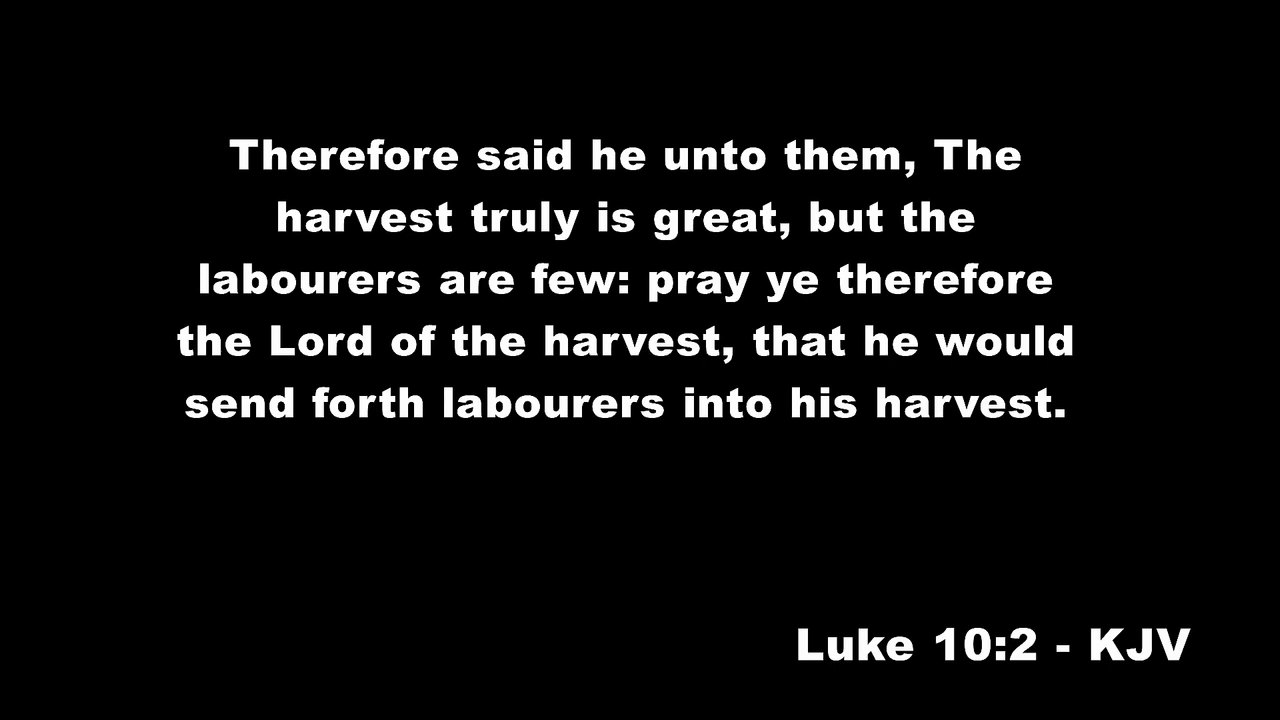 Therefore said he unto them, The
harvest truly is great, but the
labourers are few: pray ye therefore
the Lord of the harvest, that he would
send forth labourers into his harvest.
Luke 10:2 - KJV